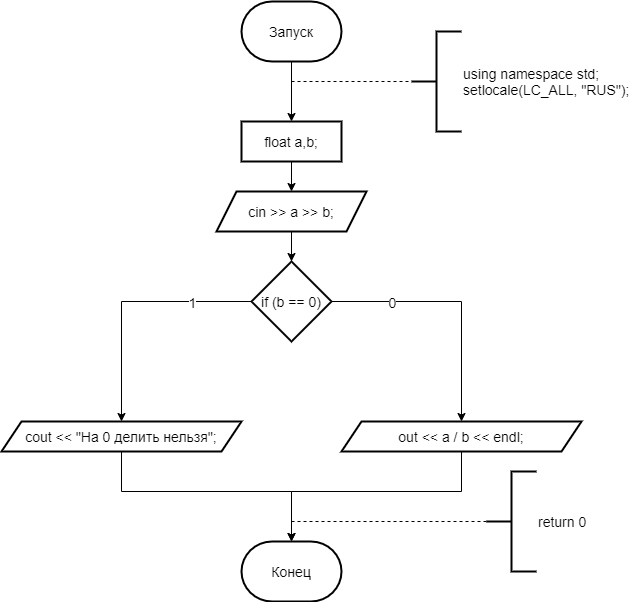 Запуск
using namespace std;
setlocale(LC_ALL, "RUS");
float a,b;
cin >> a >> b;
1
if (b == 0)
0
cout << "На 0 делить нельзя";
out << a / b << endl;
return 0
Конец